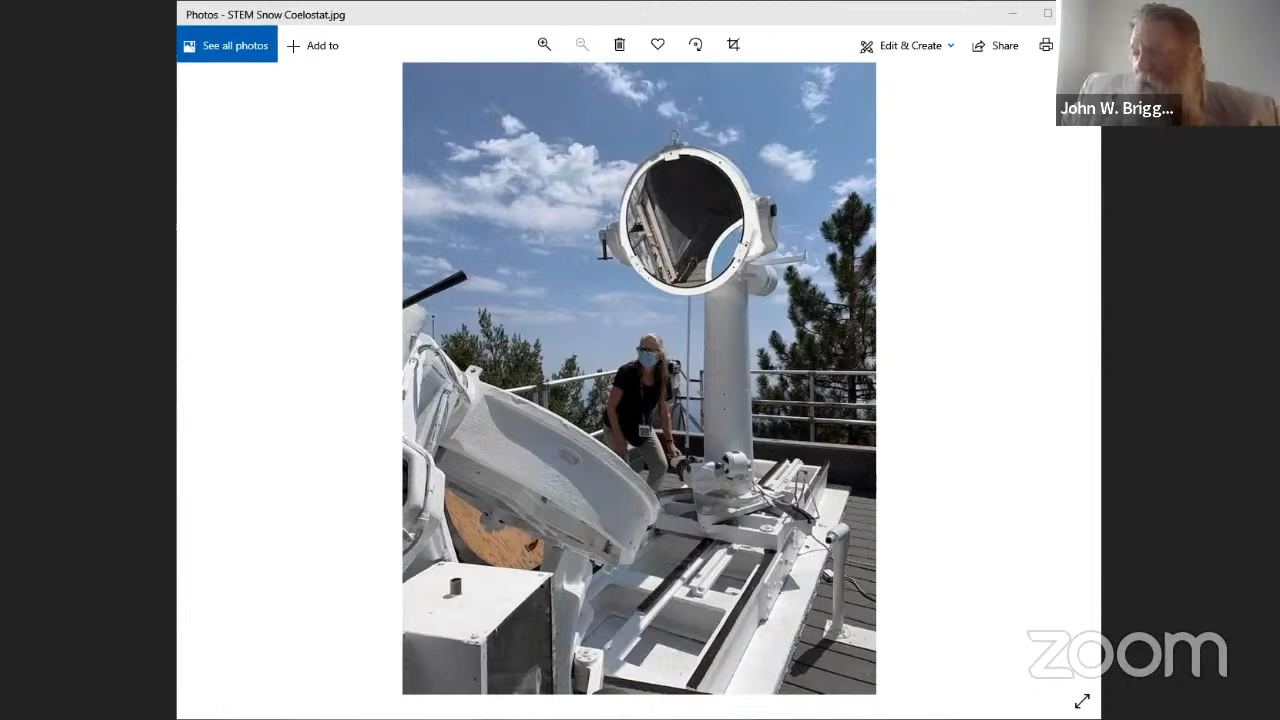 Photos - STEM Snow Coelostat.jpg
See all photos
Add to
Edit & Create
Share
John W. Brigg...
zoom